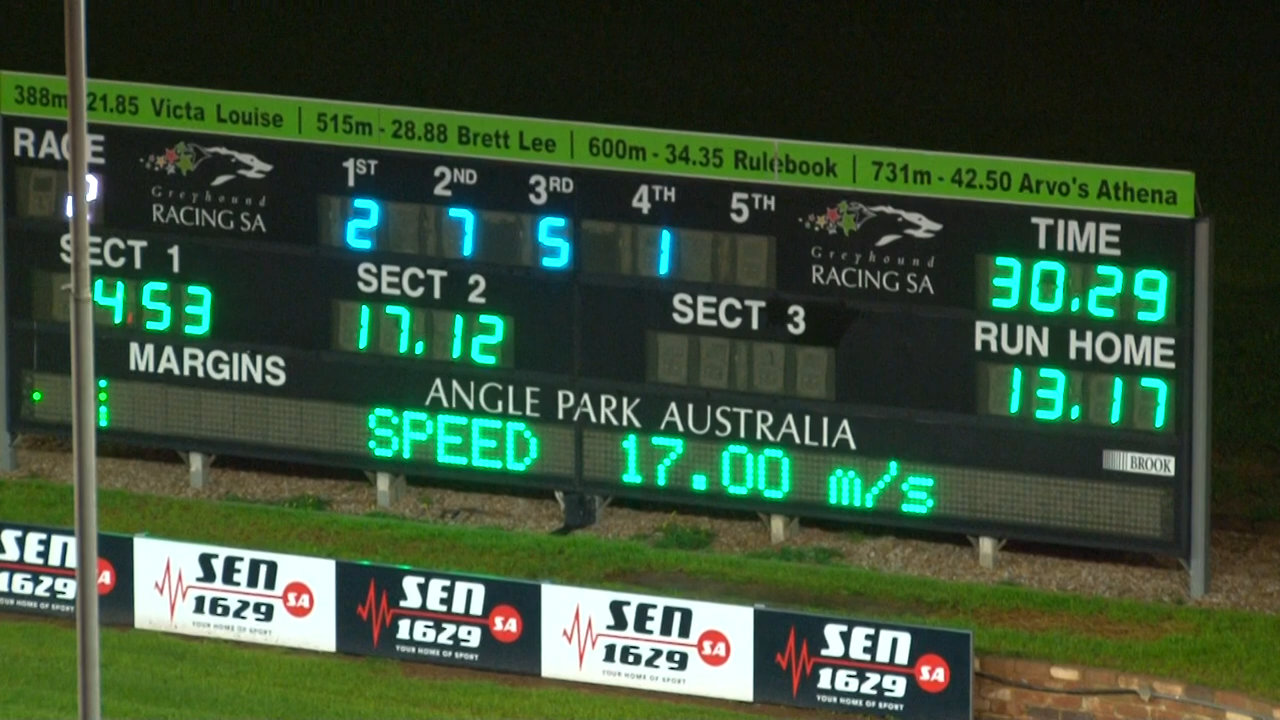 388m 21.85 Victa Louise | 515m - 28.88 Brett Lee | 600m - 34.35 Rulebook | 731m - 42.50 Arvo's Athena
RACE
Greyhound
RACING SA
1ST 2ND 3RD 4TH 5TH
2 7 5 1
Greyhound
RACING SA
TIME
30.29
SECT 1
4.53
SECT 2
17.12
SECT 3
RUN HOME
13.17
MARGINS
ANGLE PARK AUSTRALIA
SPEED 17.00 m/s
BROOK
SEN
1629
YOUR HOME OF SPORT
SEN
1629 SA
YOUR HOME OF SPORT
SEN
1629 SA
YOUR HOME OF SPORT
SEN
1629 SA
YOUR HOME OF SPORT
SEN
1629 SA
YOUR HOME OF SPORT